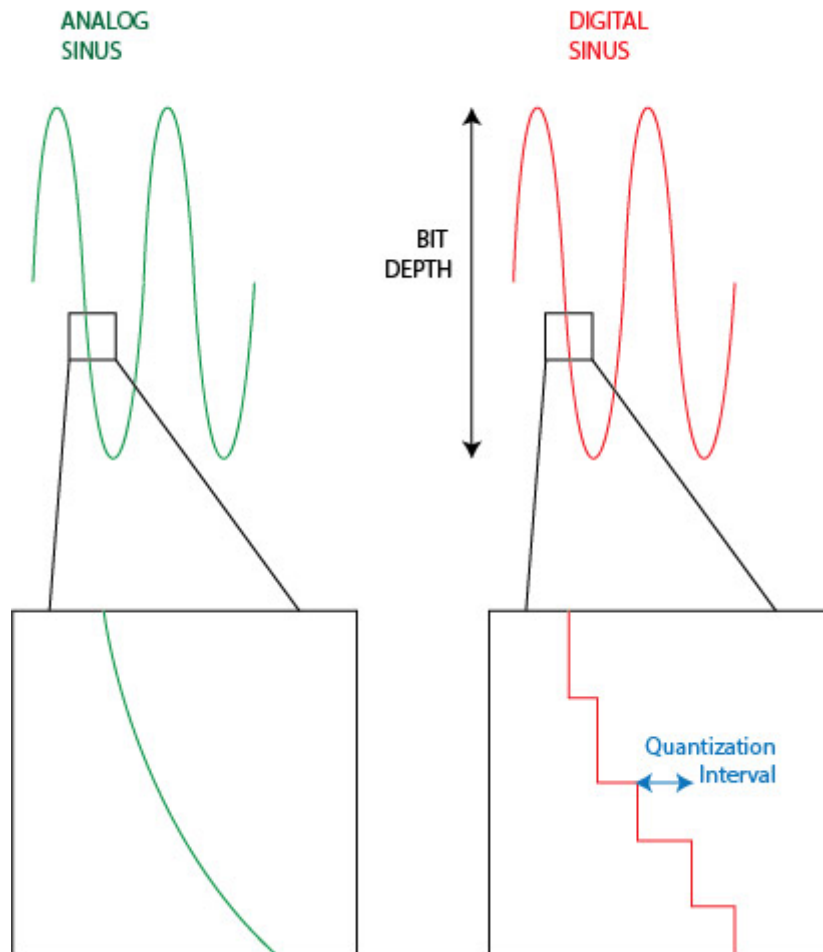 ANALOG
SINUS
DIGITAL
SINUS
BIT
DEPTH
Quantization
Interval